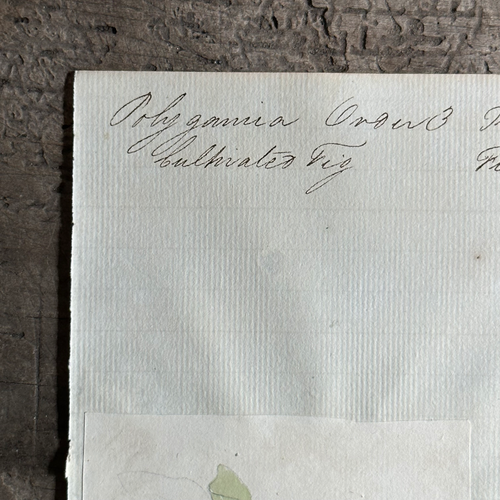 Polygamia Order 3
Cultivated Fig